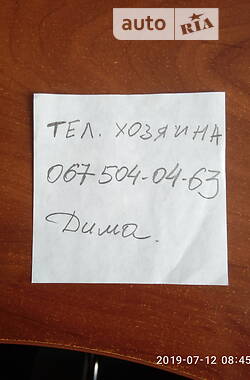 auto RIA
ТЕЛ. ХОЗЯИНА
067 504-04-63
Дима.
2019-07-12 08:45